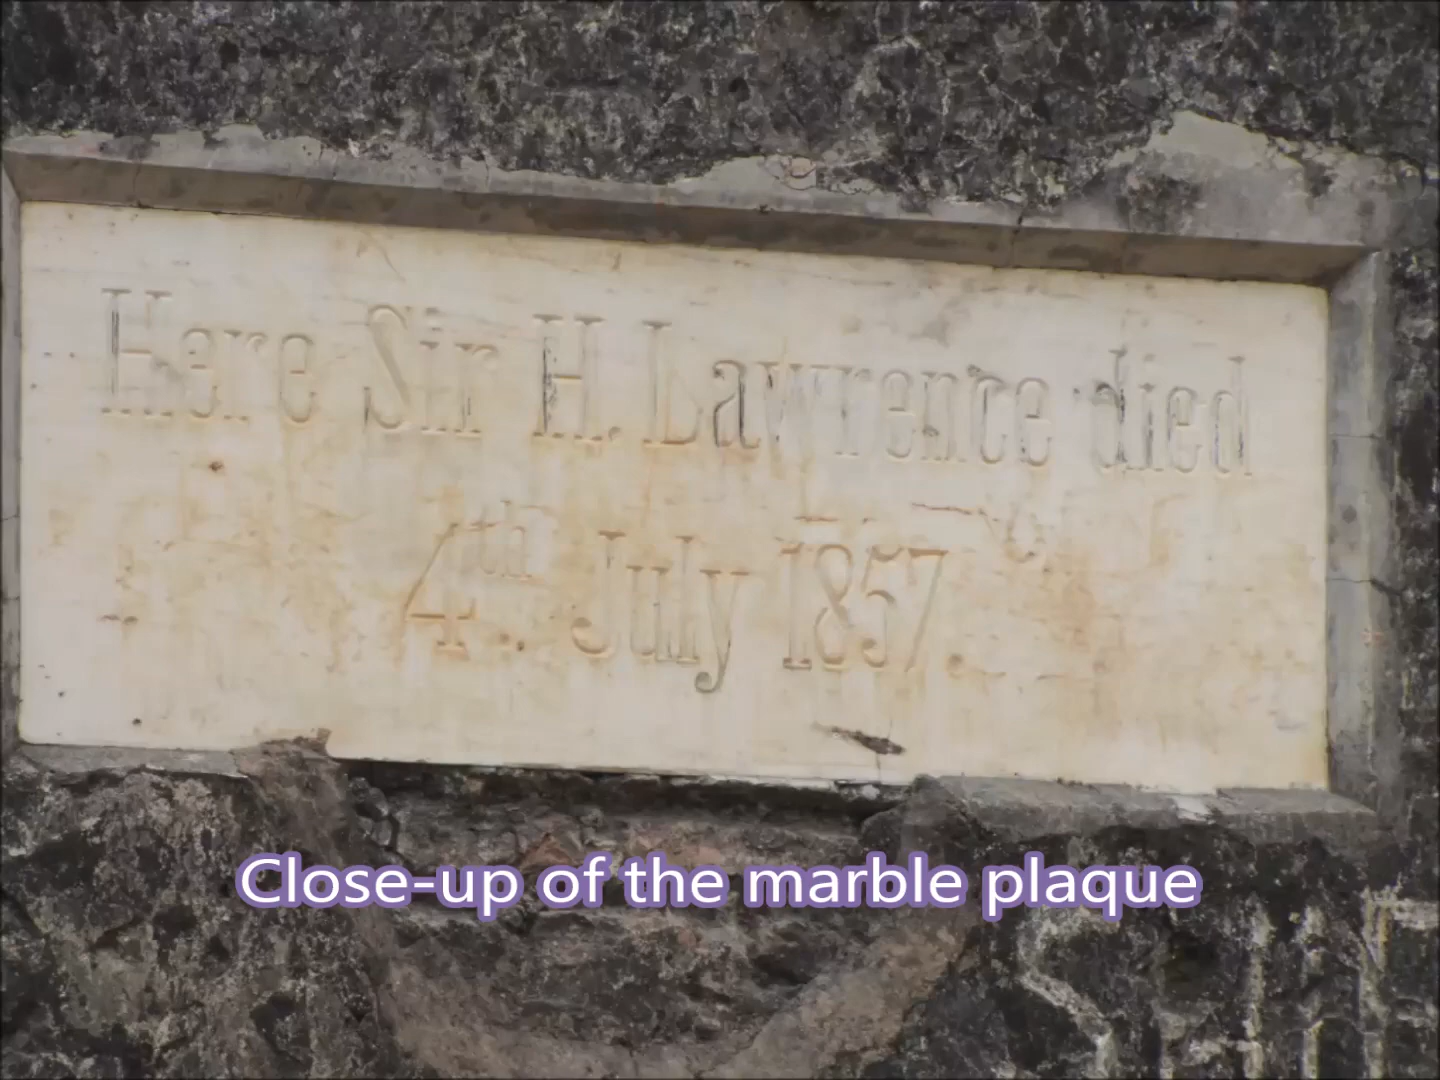 Here Sir H. Lawrence died
4th. July 1857.
Close-up of the marble plaque